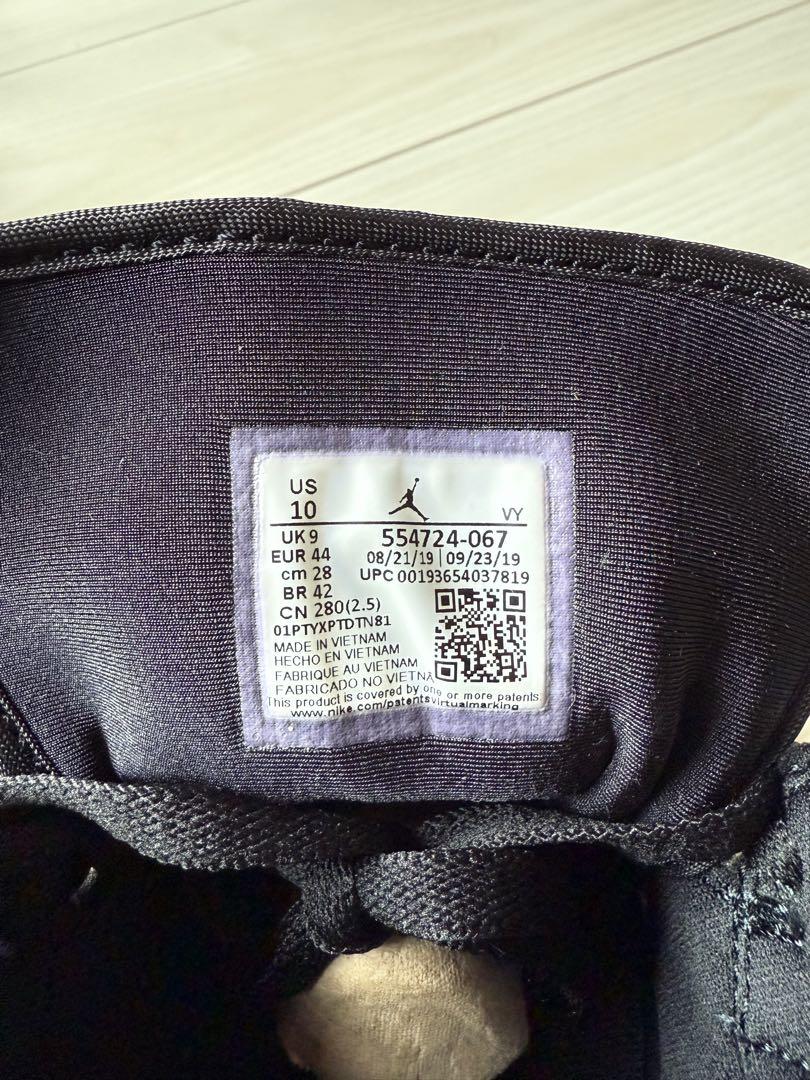 US
10
VY
UK 9
554724-067
EUR 44
08/21/19 | 09/23/19
cm 28
UPC 00193654037819
BR 42
CN 280(2.5)
01PTYXPTDTN81
MADE IN VIETNAM
HECHO EN VIETNAM
FABRIQUE AU VIETNAM
FABRICADO NO VIETNÃ
This product is covered by one or more patents
www.nike.com/patentsvirtualmarking